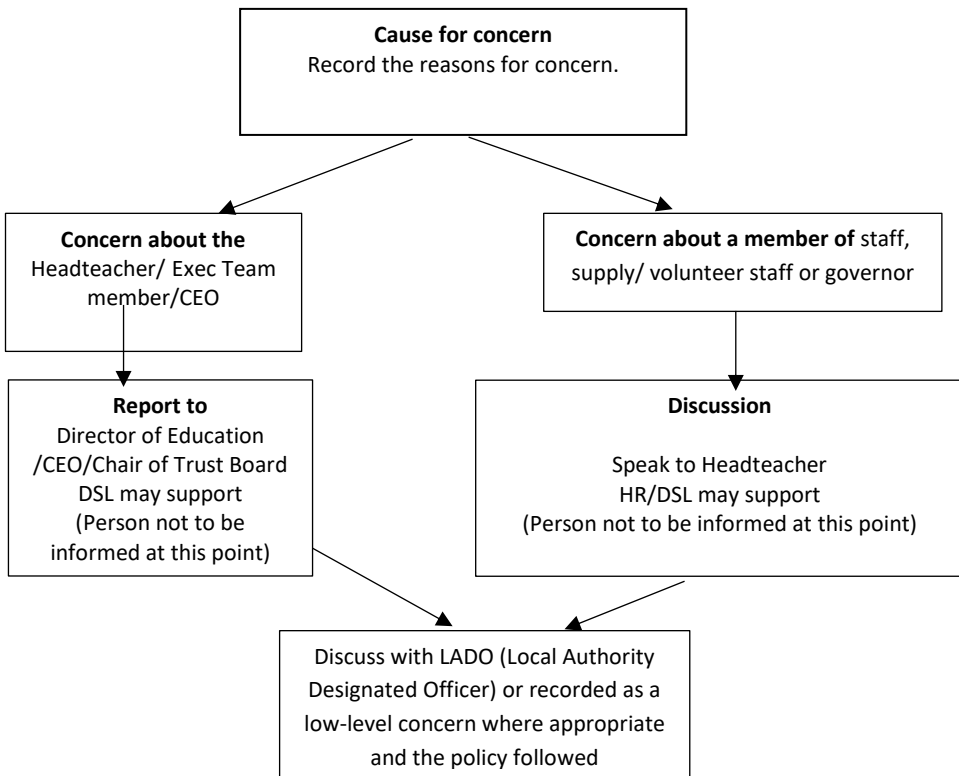 Cause for concern
Record the reasons for concern.
Concern about the
Headteacher/ Exec Team
member/CEO
Concern about a member of staff,
supply/ volunteer staff or governor
Report to
Director of Education
/CEO/Chair of Trust Board
DSL may support
(Person not to be
informed at this point)
Discussion
Speak to Headteacher
HR/DSL may support
(Person not to be informed at this point)
Discuss with LADO (Local Authority
Designated Officer) or recorded as a
low-level concern where appropriate
and the policy followed